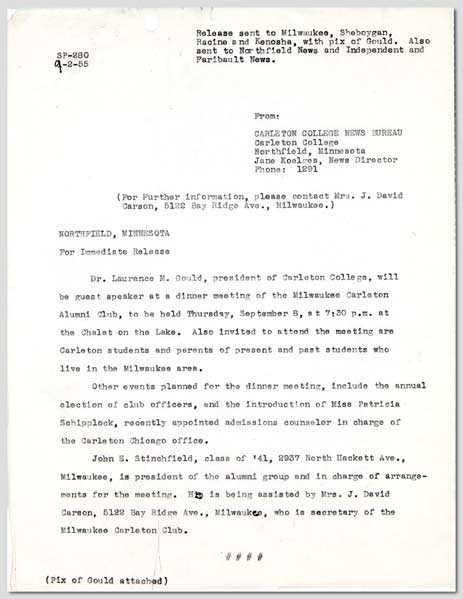 Release sent to Milwaukee, Sheboygan,
Racine and Kenosha, with pix of Gould. Also
sent to Northfield News and Independent and
Faribault News.
SP-280
9-2-55
From:
CARLETON COLLEGE NEWS BUREAU
Carleton College
Northfield, Minnesota
Jane Koelges, News Director
Phone: 1291
(For Further information, please contact Mrs. J. David
Carson, 5122 Bay Ridge Ave., Milwaukee.)
NORTHFIELD, MINNESOTA
For Immediate Release
Dr. Laurence M. Gould, president of Carleton College, will
be guest speaker at a dinner meeting of the Milwaukee Carleton
Alumni Club, to be held Thursday, September 8, at 7:30 p.m. at
the Chalet on the Lake. Also invited to attend the meeting are
Carleton students and parents of present and past students who
live in the Milwaukee area.
Other events planned for the dinner meeting, include the annual
election of club officers, and the introduction of Miss Patricia
Schipplock, recently appointed admissions counselor in charge of
the Carleton Chicago office.
John E. Stinchfield, class of '41, 2937 North Hackett Ave.,
Milwaukee, is president of the alumni group and in charge of arrange-
ments for the meeting. He is being assisted by Mrs. J. David
Carson, 5122 Bay Ridge Ave., Milwaukee, who is secretary of the
Milwaukee Carleton Club.
####
(Pix of Gould attached)